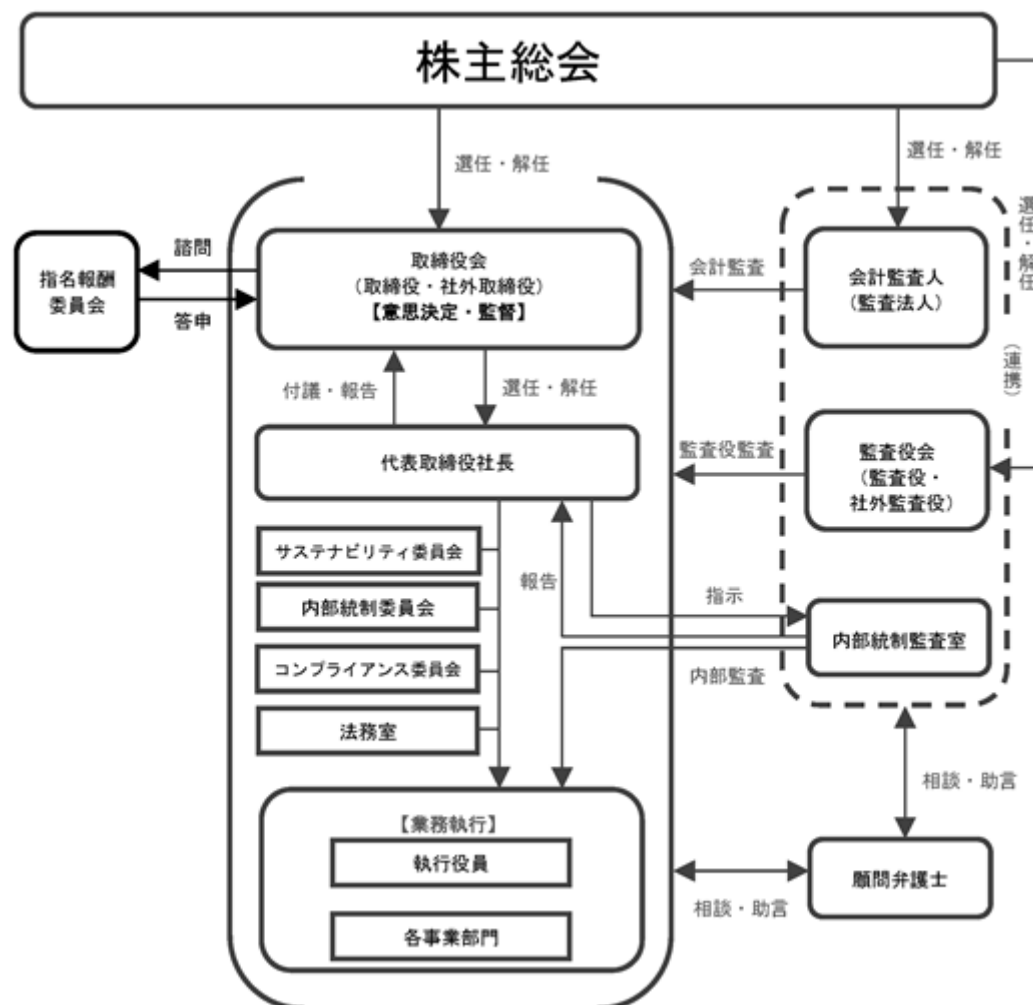 株主総会
選任・解任
選任・解任
選任・解任
指名報酬
委員会
諮問
答申
取締役会
（取締役・社外取締役）
【意思決定・監督】
会計監査
会計監査人
（監査法人）
（連携）
付議・報告
選任・解任
代表取締役社長
監査役監査
監査役会
（監査役・
社外監査役）
サステナビリティ委員会
内部統制委員会
コンプライアンス委員会
法務室
報告
指示
内部監査
内部統制監査室
相談・助言
【業務執行】
執行役員
各事業部門
相談・助言
顧問弁護士